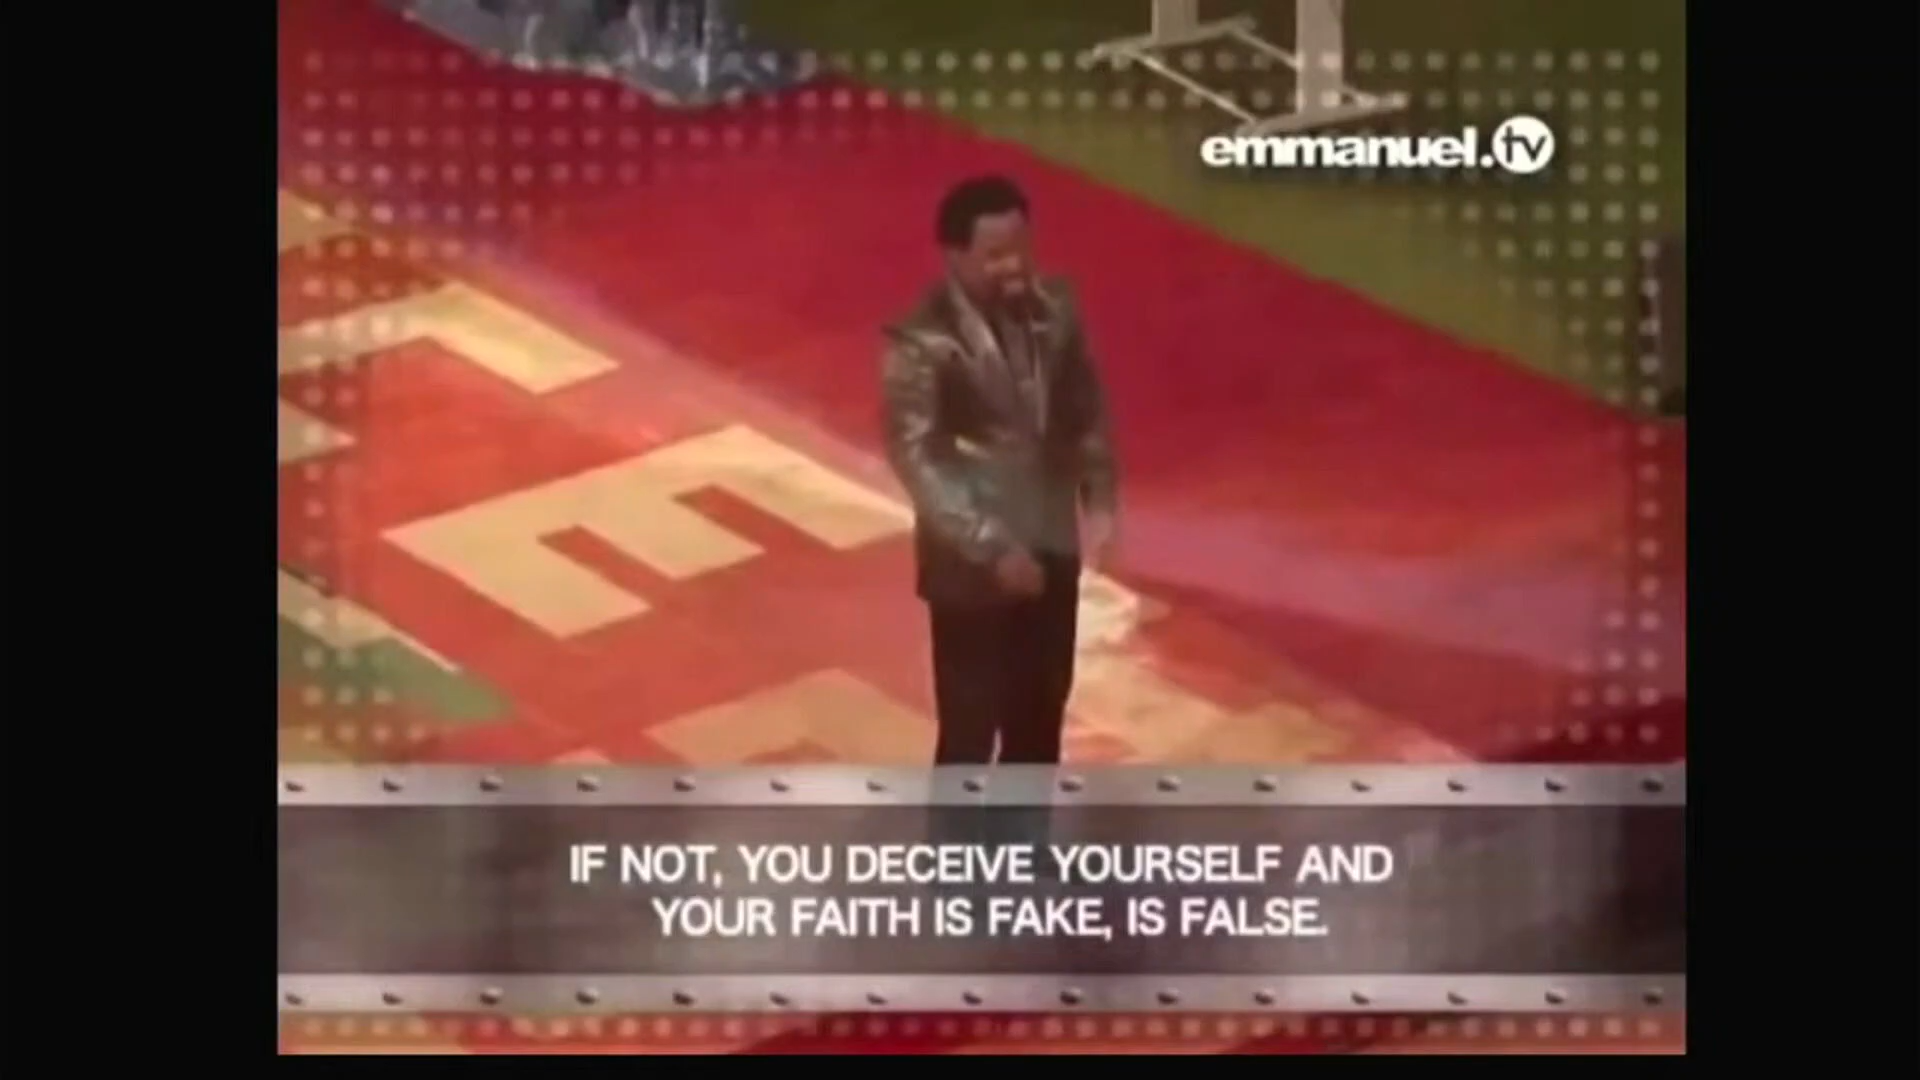 emmanuel.tv
E
IF NOT, YOU DECEIVE YOURSELF AND
YOUR FAITH IS FAKE, IS FALSE.